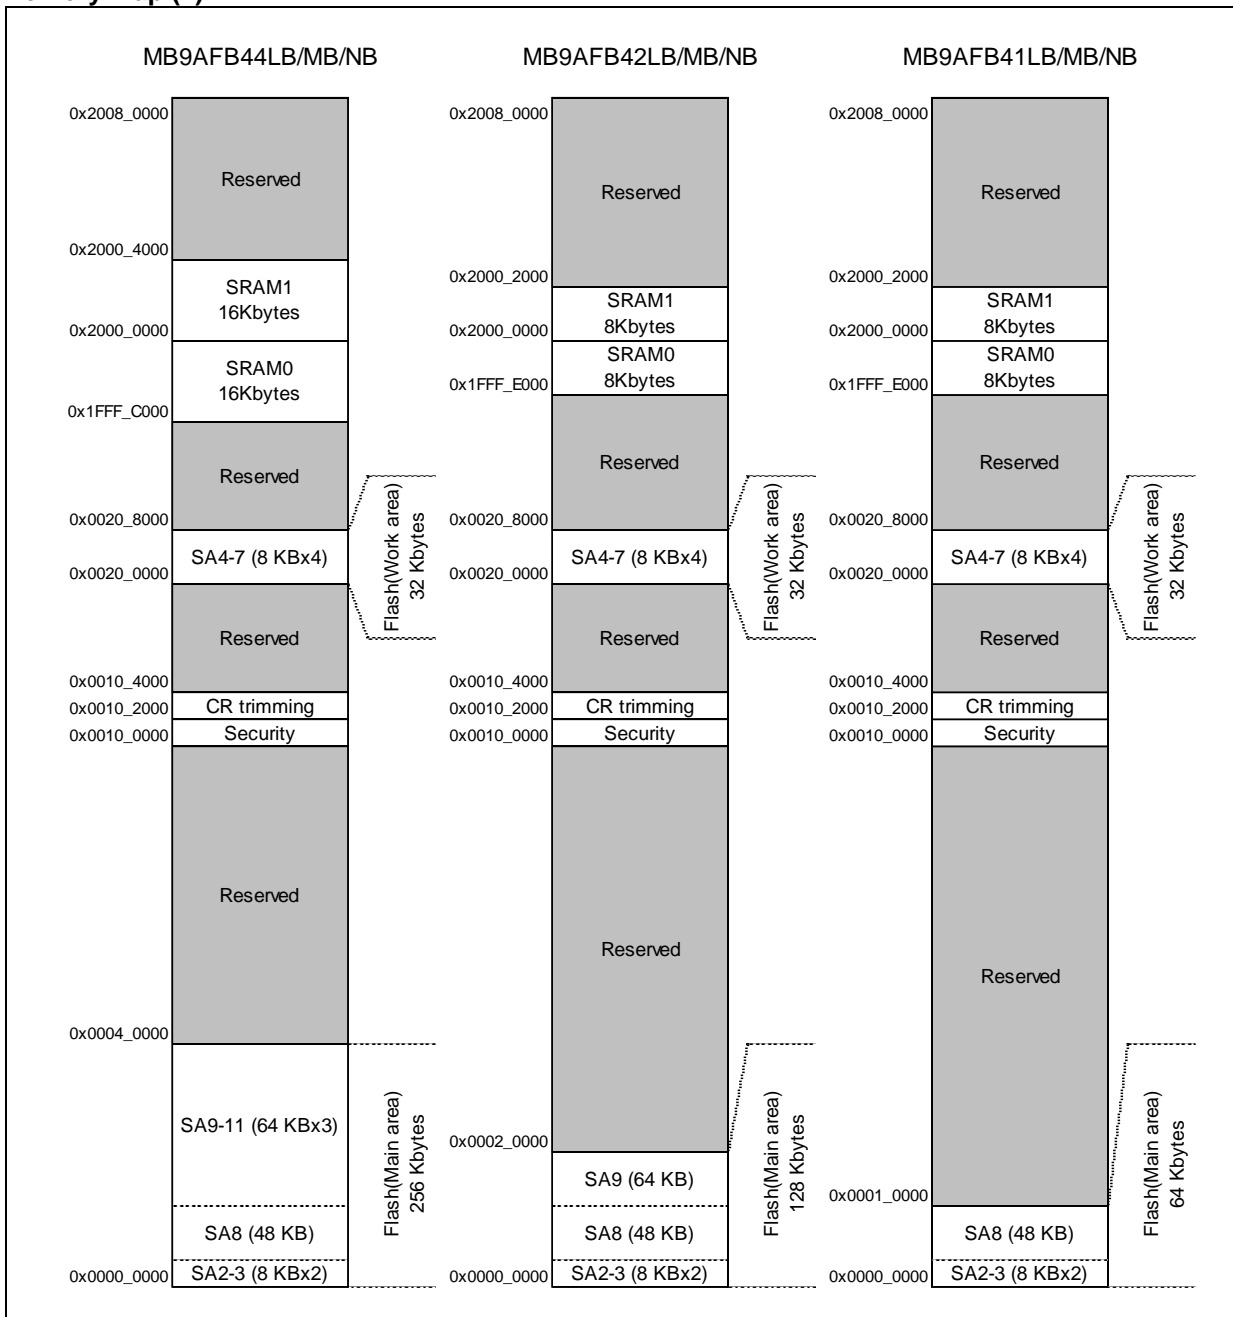 MB9AFB44LB/MB/NB
0x2008_0000
Reserved
0x2000_4000
SRAM1
16Kbytes
0x2000_0000
SRAM0
16Kbytes
0x1FFF_C000
Reserved
0x0020_8000
SA4-7 (8 KBx4)
0x0020_0000
Flash(Work area)
32 Kbytes
Reserved
0x0010_4000
CR trimming
0x0010_2000
Security
0x0010_0000
Reserved
0x0004_0000
SA9-11 (64 KBx3)
Flash(Main area)
256 Kbytes
SA8 (48 KB)
SA2-3 (8 KBx2)
0x0000_0000
MB9AFB42LB/MB/NB
0x2008_0000
Reserved
0x2000_2000
SRAM1
8Kbytes
0x2000_0000
SRAM0
8Kbytes
0x1FFF_E000
Reserved
0x0020_8000
SA4-7 (8 KBx4)
0x0020_0000
Flash(Work area)
32 Kbytes
Reserved
0x0010_4000
CR trimming
0x0010_2000
Security
0x0010_0000
Reserved
0x0002_0000
SA9 (64 KB)
Flash(Main area)
128 Kbytes
SA8 (48 KB)
SA2-3 (8 KBx2)
0x0000_0000
MB9AFB41LB/MB/NB
0x2008_0000
Reserved
0x2000_2000
SRAM1
8Kbytes
0x2000_0000
SRAM0
8Kbytes
0x1FFF_E000
Reserved
0x0020_8000
SA4-7 (8 KBx4)
0x0020_0000
Flash(Work area)
32 Kbytes
Reserved
0x0010_4000
CR trimming
0x0010_2000
Security
0x0010_0000
Reserved
0x0001_0000
Flash(Main area)
64 Kbytes
SA8 (48 KB)
SA2-3 (8 KBx2)
0x0000_0000